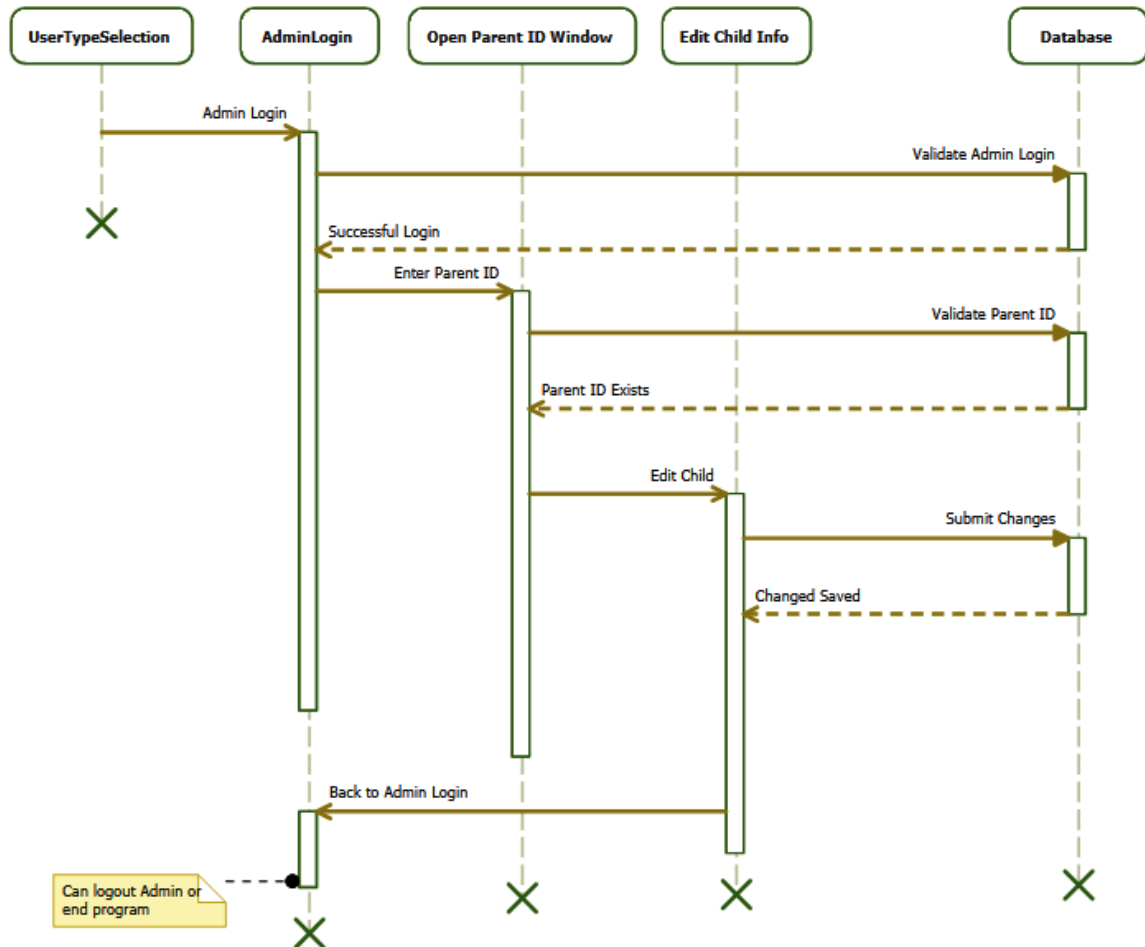 UserTypeSelection
AdminLogin
Open Parent ID Window
Edit Child Info
Database
Admin Login
Validate Admin Login
Successful Login
Enter Parent ID
Validate Parent ID
Parent ID Exists
Edit Child
Submit Changes
Changed Saved
Back to Admin Login
Can logout Admin or
end program